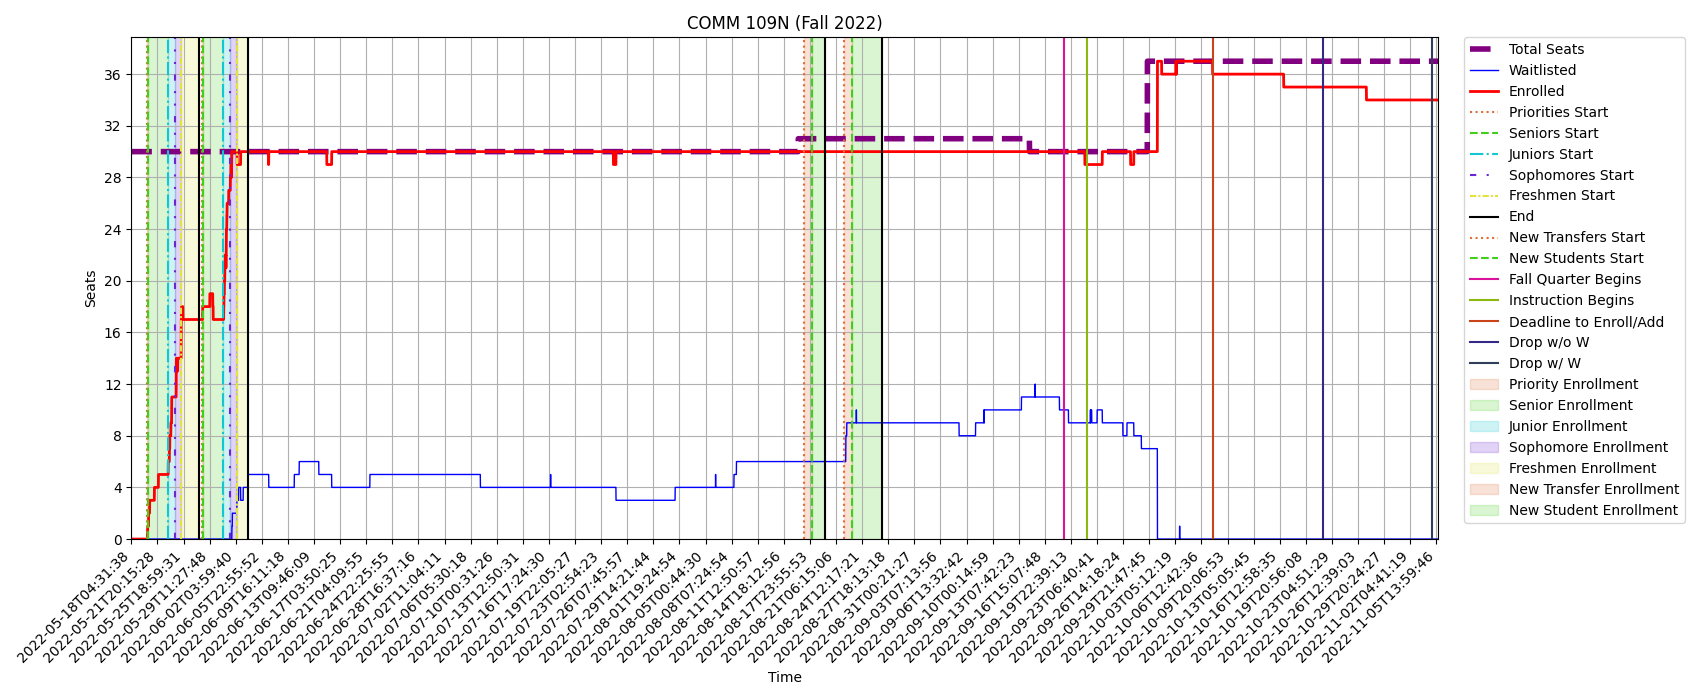 COMM 109N (Fall 2022)
Seats
36
32
28
24
20
16
12
8
4
0
2022-05-18T04:31:38
2022-05-21T20:15:28
2022-05-25T18:59:31
2022-05-29T11:27:48
2022-06-02T03:59:40
2022-06-05T22:55:52
2022-06-09T16:11:18
2022-06-13T09:46:09
2022-06-17T03:50:25
2022-06-21T04:09:55
2022-06-24T22:25:55
2022-06-28T16:37:16
2022-07-02T11:04:11
2022-07-06T05:30:18
2022-07-10T00:31:26
2022-07-13T12:50:31
2022-07-16T17:24:30
2022-07-19T22:05:27
2022-07-23T02:54:23
2022-07-26T07:45:57
2022-07-29T14:21:44
2022-08-01T19:24:54
2022-08-05T00:44:30
2022-08-08T07:24:54
2022-08-11T12:50:57
2022-08-14T18:12:56
2022-08-17T23:55:53
2022-08-21T06:15:06
2022-08-24T12:17:21
2022-08-27T18:13:18
2022-08-31T00:21:27
2022-09-03T07:13:56
2022-09-06T13:32:42
2022-09-10T00:14:59
2022-09-13T07:42:23
2022-09-16T15:07:48
2022-09-19T22:39:13
2022-09-23T06:40:41
2022-09-26T14:18:24
2022-09-29T21:47:45
2022-10-03T05:12:19
2022-10-06T12:42:36
2022-10-09T20:06:53
2022-10-13T05:05:45
2022-10-16T12:58:35
2022-10-19T20:56:08
2022-10-23T04:51:29
2022-10-26T12:39:03
2022-10-29T20:24:27
2022-11-02T04:41:19
2022-11-05T13:59:46
Time
Total Seats
Waitlisted
Enrolled
Priorities Start
Seniors Start
Juniors Start
Sophomores Start
Freshmen Start
End
New Transfers Start
New Students Start
Fall Quarter Begins
Instruction Begins
Deadline to Enroll/Add
Drop w/o W
Drop w/ W
Priority Enrollment
Senior Enrollment
Junior Enrollment
Sophomore Enrollment
Freshmen Enrollment
New Transfer Enrollment
New Student Enrollment